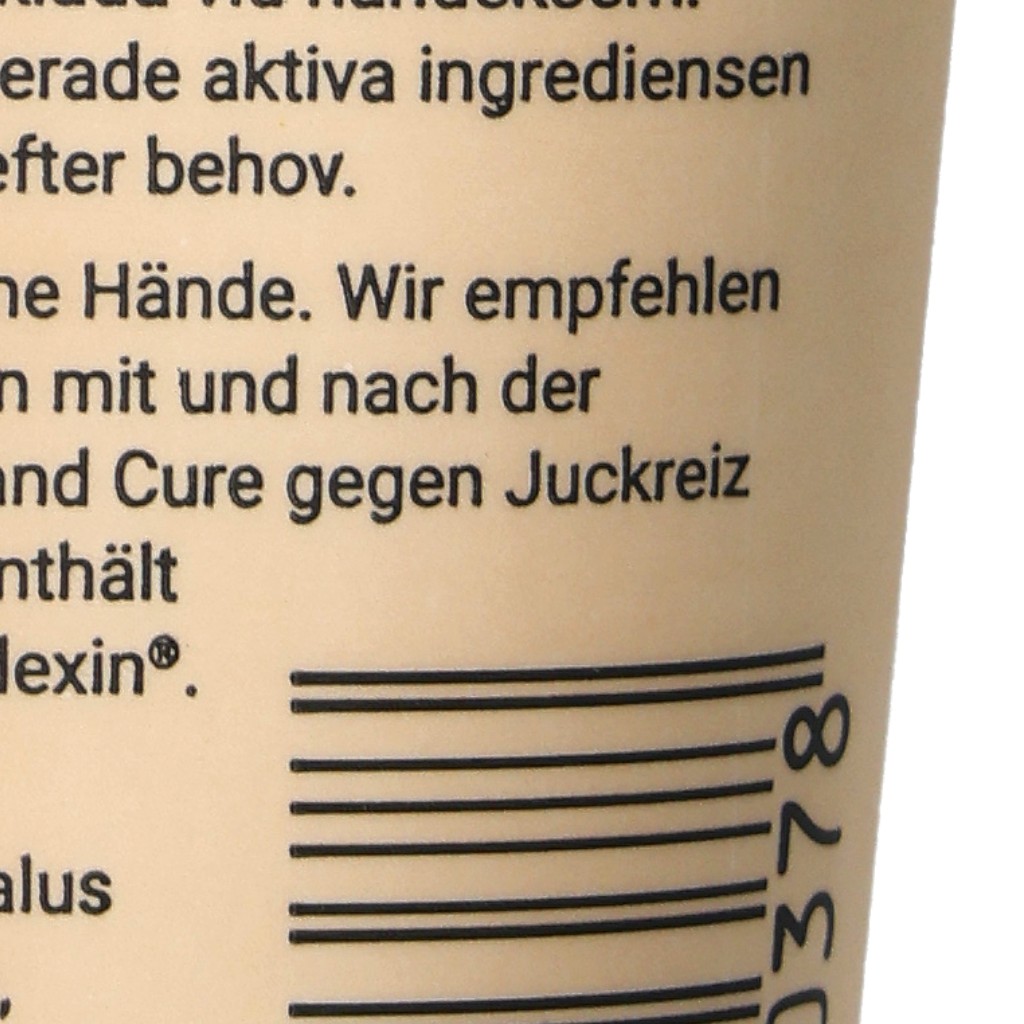 erade aktiva ingrediensen
efter behov.
ne Hände. Wir empfehlen
n mit und nach der
and Cure gegen Juckreiz
nthält
lexin®.
alus
0378